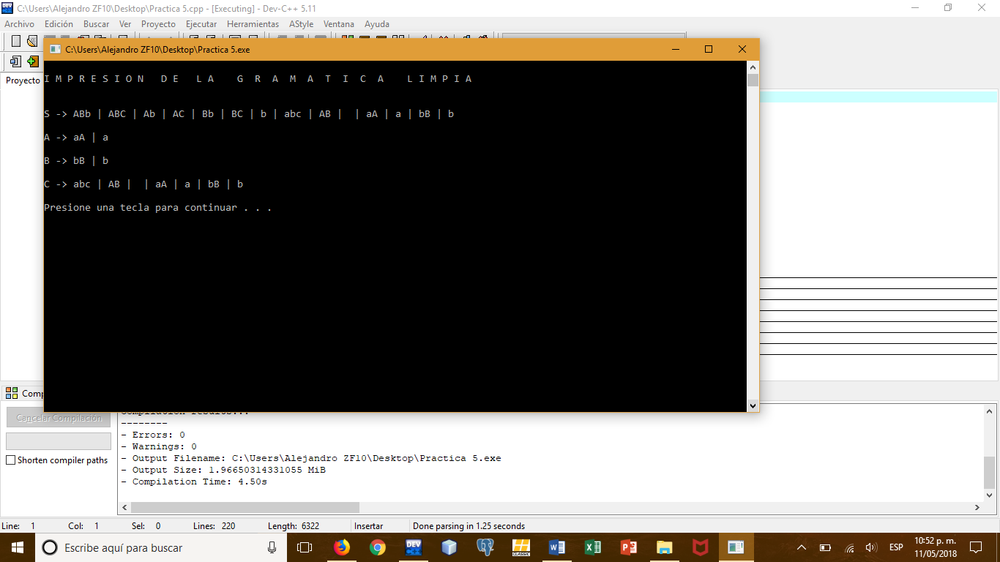 C:\Users\Alejandro ZF10\Desktop\Practica 5.cpp - [Executing] - Dev-C++ 5.11
Archivo Edición Buscar Ver Proyecto Ejecutar Herramientas AStyle Ventana Ayuda
C:\Users\Alejandro ZF10\Desktop\Practica 5.exe
Proyecto
I M P R E S I O N   D E   L A   G R A M A T I C A   L I M P I A
S -> ABb | ABC | Ab | AC | Bb | BC | b | abc | AB |  | aA | a | bB | b
A -> aA | a
B -> bB | b
C -> abc | AB |  | aA | a | bB | b
Presione una tecla para continuar . . .
Cancelar Compilación
Shorten compiler paths
Compilation results...
--------
- Errors: 0
- Warnings: 0
- Output Filename: C:\Users\Alejandro ZF10\Desktop\Practica 5.exe
- Output Size: 1.96650314331055 MiB
- Compilation Time: 4.50s
Line: 1 Col: 1 Sel: 0 Lines: 220 Length: 6322 Insertar Done parsing in 1.25 seconds
Escribe aquí para buscar
DEV
CLASSIC
ESP
10:52 p. m.
11/05/2018